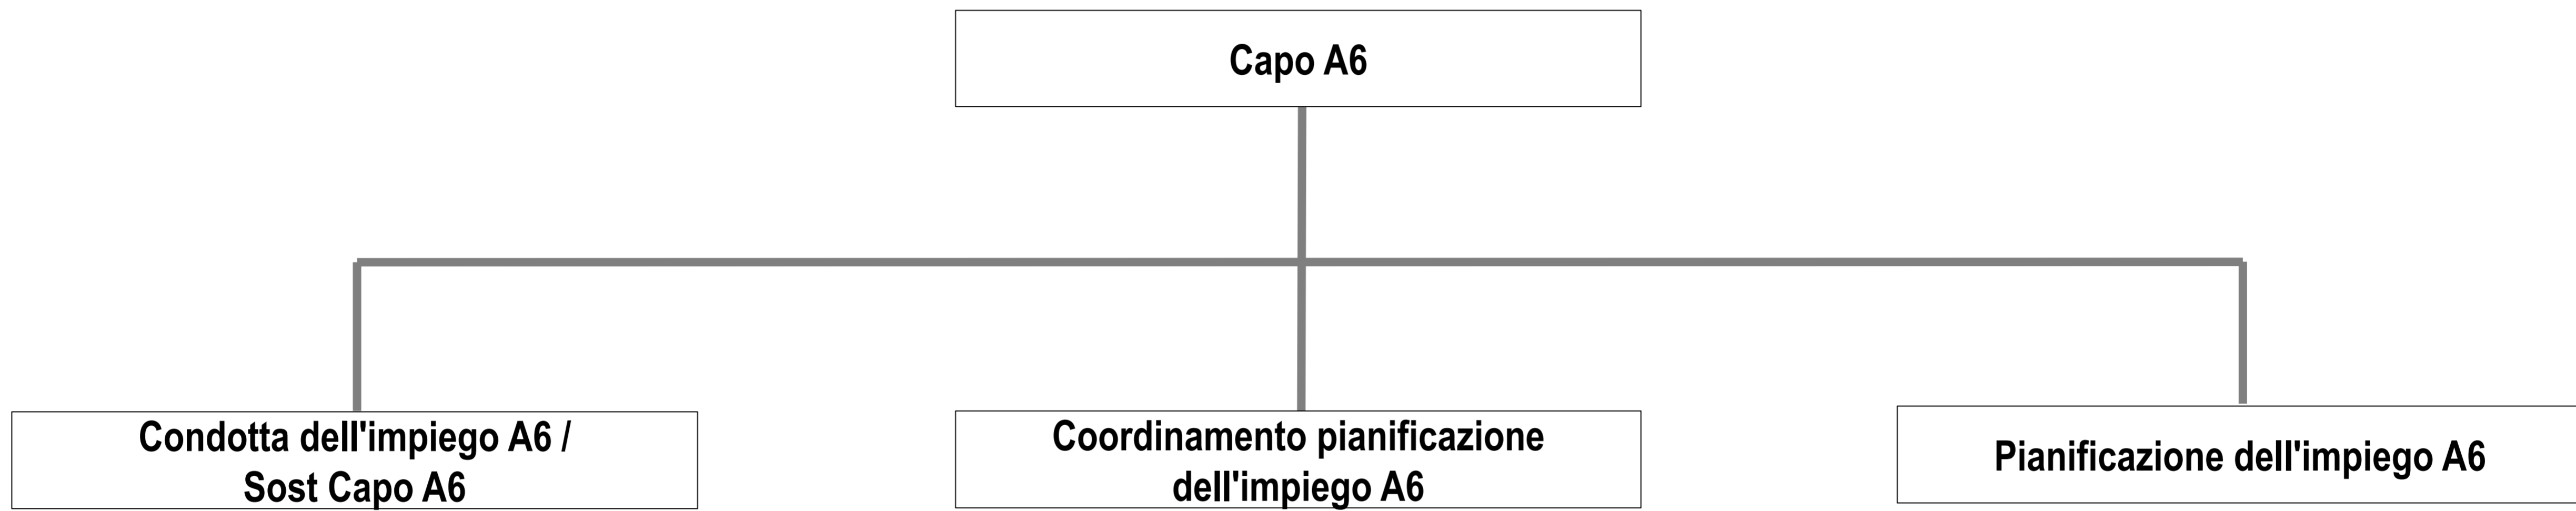 Capo A6
Condotta dell'impiego A6 /
Sost Capo A6
Coordinamento pianificazione
dell'impiego A6
Pianificazione dell'impiego A6